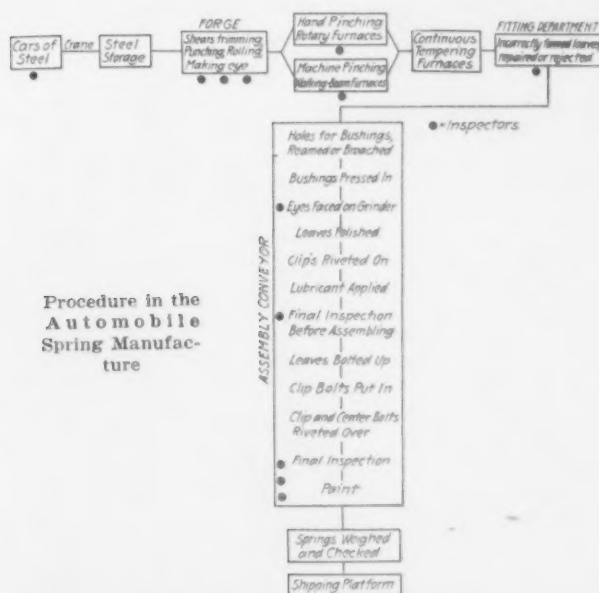 Cars of
Steel
Crane
Steel
Storage
FORGE
Shears trimming
Punching, Rolling,
Making eye
Hand Pinching
Rotary Furnaces
Machine Pinching
Walking-Beam Furnaces
Continuous
Tempering
Furnaces
FITTING DEPARTMENT
Incorrectly formed leaves
repaired or rejected
•=Inspectors
ASSEMBLY CONVEYOR
Holes for Bushings,
Reamed or Broached
Bushings Pressed In
Eyes Faced on Grinder
Leaves Polished
Clips Riveted On
Lubricant Applied
Final Inspection
Before Assembling
Leaves Bolted Up
Clip Bolts Put In
Clip and Center Bolts
Riveted Over
Final Inspection
Paint
Springs Weighed
and Checked
Shipping Platform
Procedure in the
Automobile
Spring Manufac-
ture